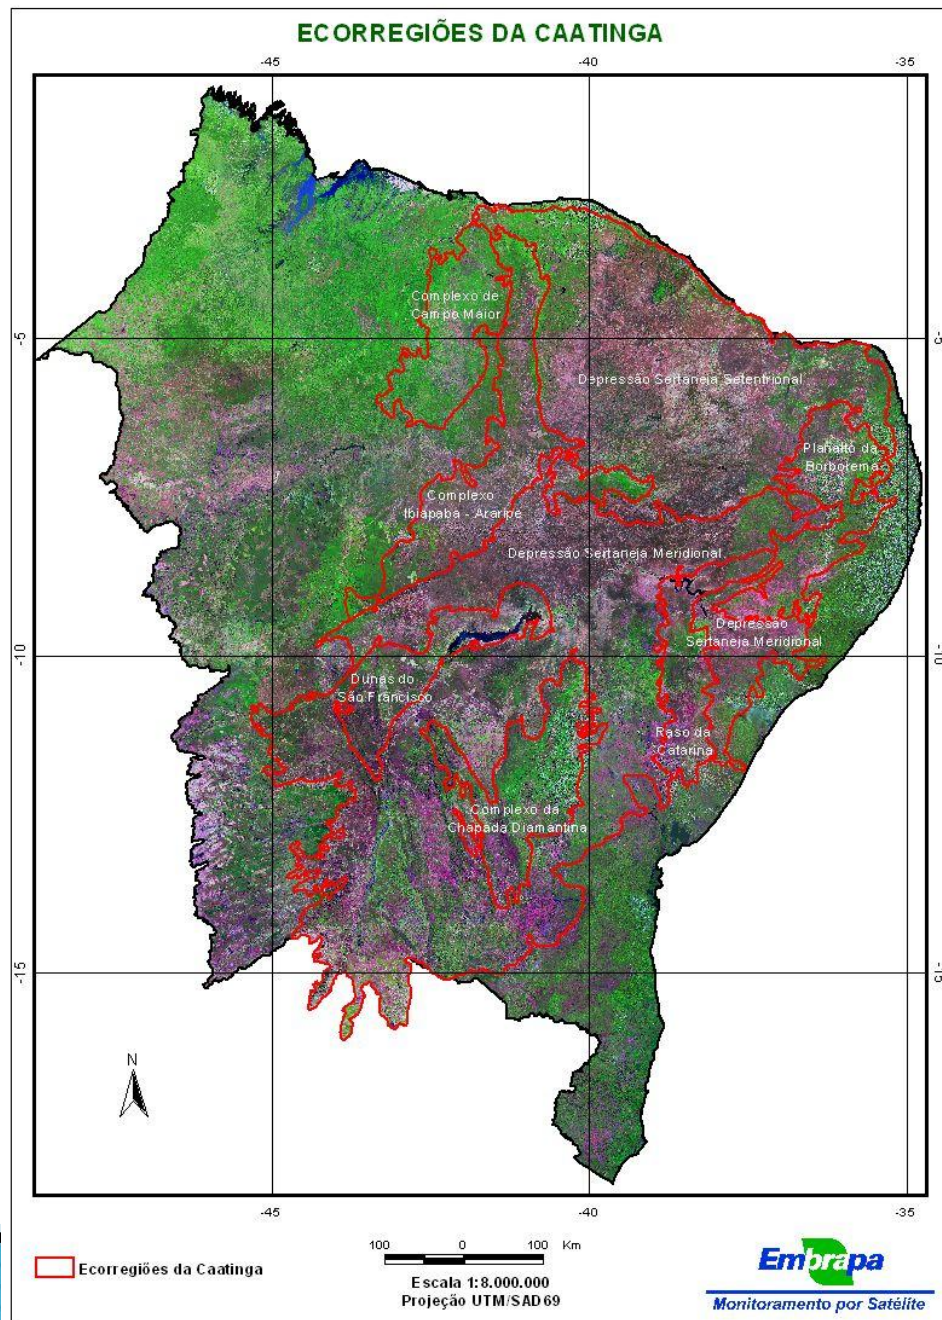 ECORREGIÕES DA CAATINGA
-45
-40
-35
Complexo de
Campo Maior
-5
-5
Depressão Sertaneja Setentrional
Planalto da
Borborema
Complexo
Ibiapaba - Araripe
Depressão Sertaneja Meridional
Depressão
Sertaneja Meridional
-10
-10
Dunas do
São Francisco
Raso da
Catarina
Complexo da
Chapada Diamantina
-15
-15
N
-45
-40
-35
Ecorregiões da Caatinga
100 0 100 Km
Escala 1:8.000.000
Projeção UTM/SAD69
Embrapa
Monitoramento por Satélite